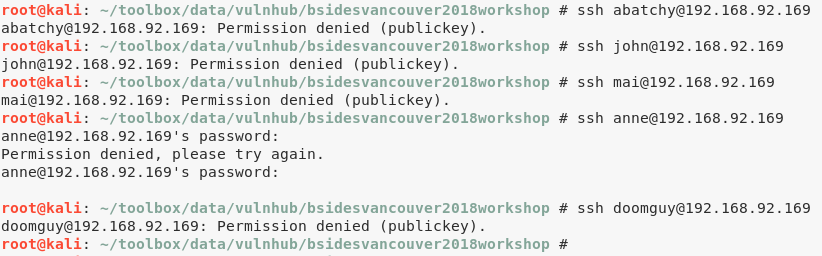 root@kali: ~/toolbox/data/vulnhub/bsidesvancouver2018workshop # ssh abatchy@192.168.92.169
abatchy@192.168.92.169: Permission denied (publickey).
root@kali: ~/toolbox/data/vulnhub/bsidesvancouver2018workshop # ssh john@192.168.92.169
john@192.168.92.169: Permission denied (publickey).
root@kali: ~/toolbox/data/vulnhub/bsidesvancouver2018workshop # ssh mai@192.168.92.169
mai@192.168.92.169: Permission denied (publickey).
root@kali: ~/toolbox/data/vulnhub/bsidesvancouver2018workshop # ssh anne@192.168.92.169
anne@192.168.92.169's password:
Permission denied, please try again.
anne@192.168.92.169's password:
root@kali: ~/toolbox/data/vulnhub/bsidesvancouver2018workshop # ssh doomguy@192.168.92.169
doomguy@192.168.92.169: Permission denied (publickey).
root@kali: ~/toolbox/data/vulnhub/bsidesvancouver2018workshop #